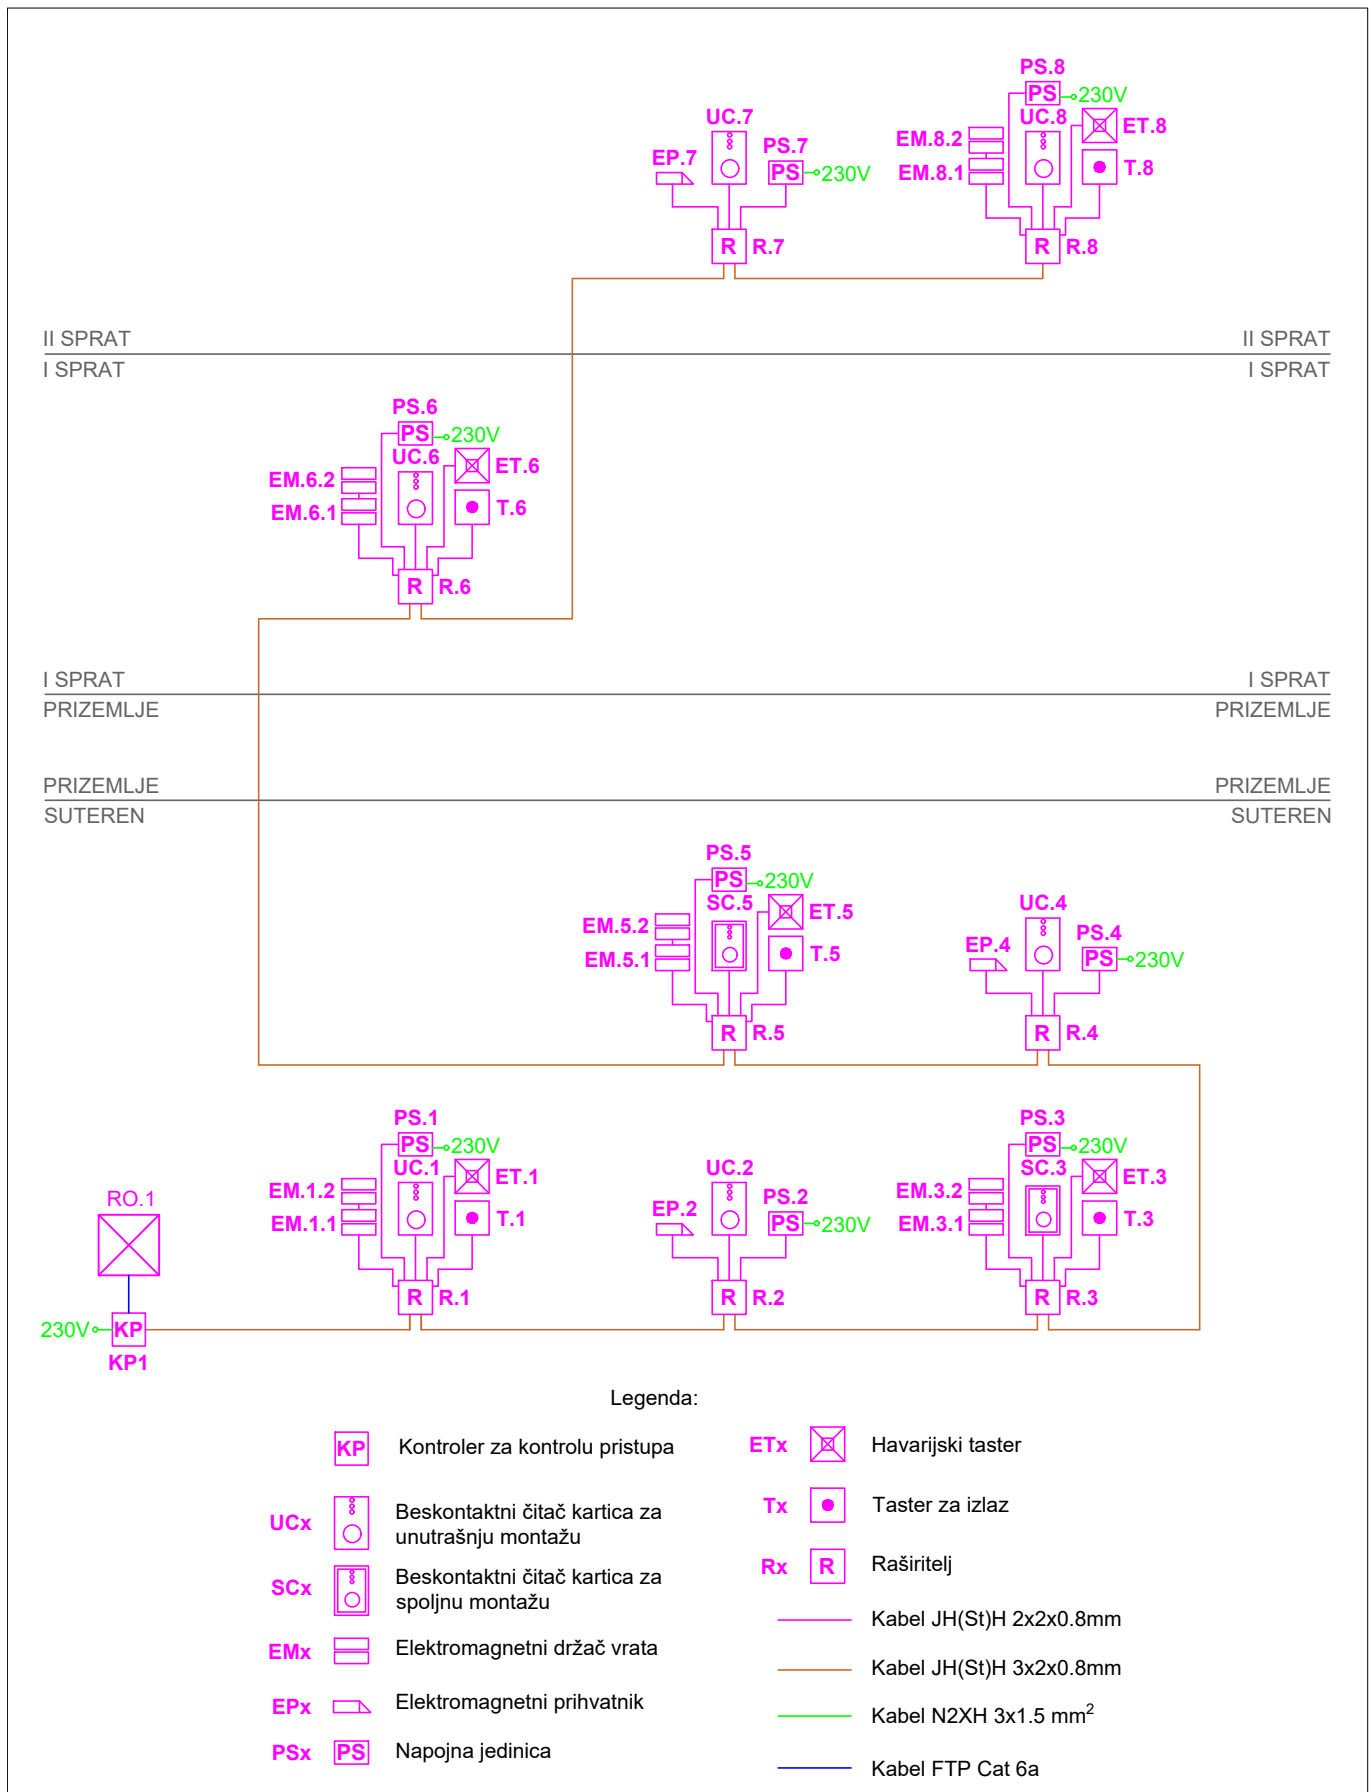 PS.8
PS
230V
UC.7
UC.8
ET.8
EM.8.2
PS.7
EP.7
PS
230V
EM.8.1
T.8
R
R.7
R
R.8
II SPRAT
II SPRAT
I SPRAT
I SPRAT
PS.6
PS
230V
UC.6
ET.6
EM.6.2
EM.6.1
T.6
R
R.6
I SPRAT
I SPRAT
PRIZEMLJE
PRIZEMLJE
PRIZEMLJE
PRIZEMLJE
SUTEREN
SUTEREN
PS.5
PS
230V
SC.5
UC.4
ET.5
EM.5.2
PS.4
EP.4
EM.5.1
T.5
PS
230V
R
R.5
R
R.4
PS.1
PS.3
PS
230V
PS
230V
UC.1
UC.2
SC.3
ET.1
ET.3
EM.1.2
EM.3.2
RO.1
PS.2
EP.2
EM.1.1
T.1
PS
230V
EM.3.1
T.3
R
R.1
R
R.2
R
R.3
230V
KP
KP1
Legenda:
KP
Kontroler za kontrolu pristupa
ETx
Havarijski taster
UCx
Beskontaktni čitač kartica za
unutrašnju montažu
Tx
Taster za izlaz
SCx
Beskontaktni čitač kartica za
spoljnu montažu
Rx
R
Raširitelj
Kabel JH(St)H 2x2x0.8mm
EMx
Elektromagnetni držač vrata
Kabel JH(St)H 3x2x0.8mm
EPx
Elektromagnetni prihvatnik
Kabel N2XH 3x1.5 mm²
PSx
PS
Napojna jedinica
Kabel FTP Cat 6a